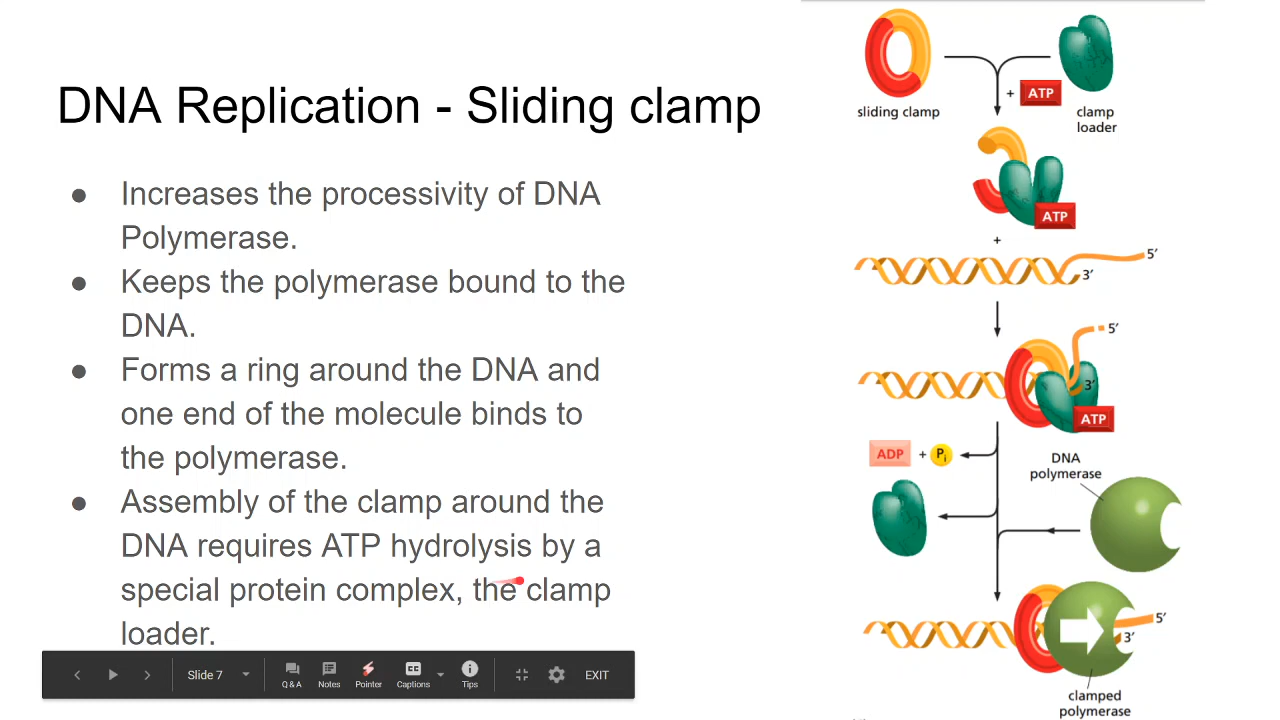 DNA Replication - Sliding clamp
● Increases the processivity of DNA
Polymerase.
● Keeps the polymerase bound to the
DNA.
● Forms a ring around the DNA and
one end of the molecule binds to
the polymerase.
● Assembly of the clamp around the
DNA requires ATP hydrolysis by a
special protein complex, the clamp
loader.
Slide 7
Q & A
Notes
Pointer
CC
Captions
Tips
EXIT
sliding clamp
+ ATP
clamp
loader
ATP
+
5′
3′
5′
3′
ATP
ADP + Pi
DNA
polymerase
5′
3′
clamped
polymerase